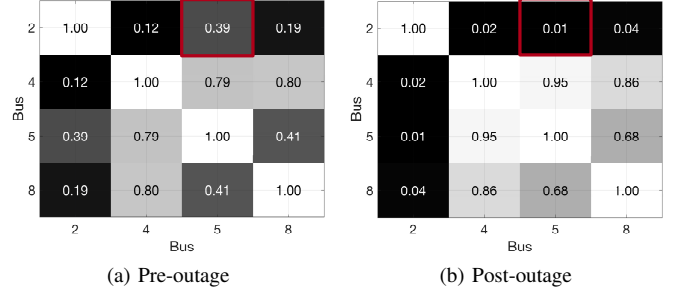 2 1.00 0.12 0.39 0.19
4 0.12 1.00 0.79 0.80
5 0.39 0.79 1.00 0.41
8 0.19 0.80 0.41 1.00
2 4 5 8
Bus
Bus
(a) Pre-outage
2 1.00 0.02 0.01 0.04
4 0.02 1.00 0.95 0.86
5 0.01 0.95 1.00 0.68
8 0.04 0.86 0.68 1.00
2 4 5 8
Bus
Bus
(b) Post-outage